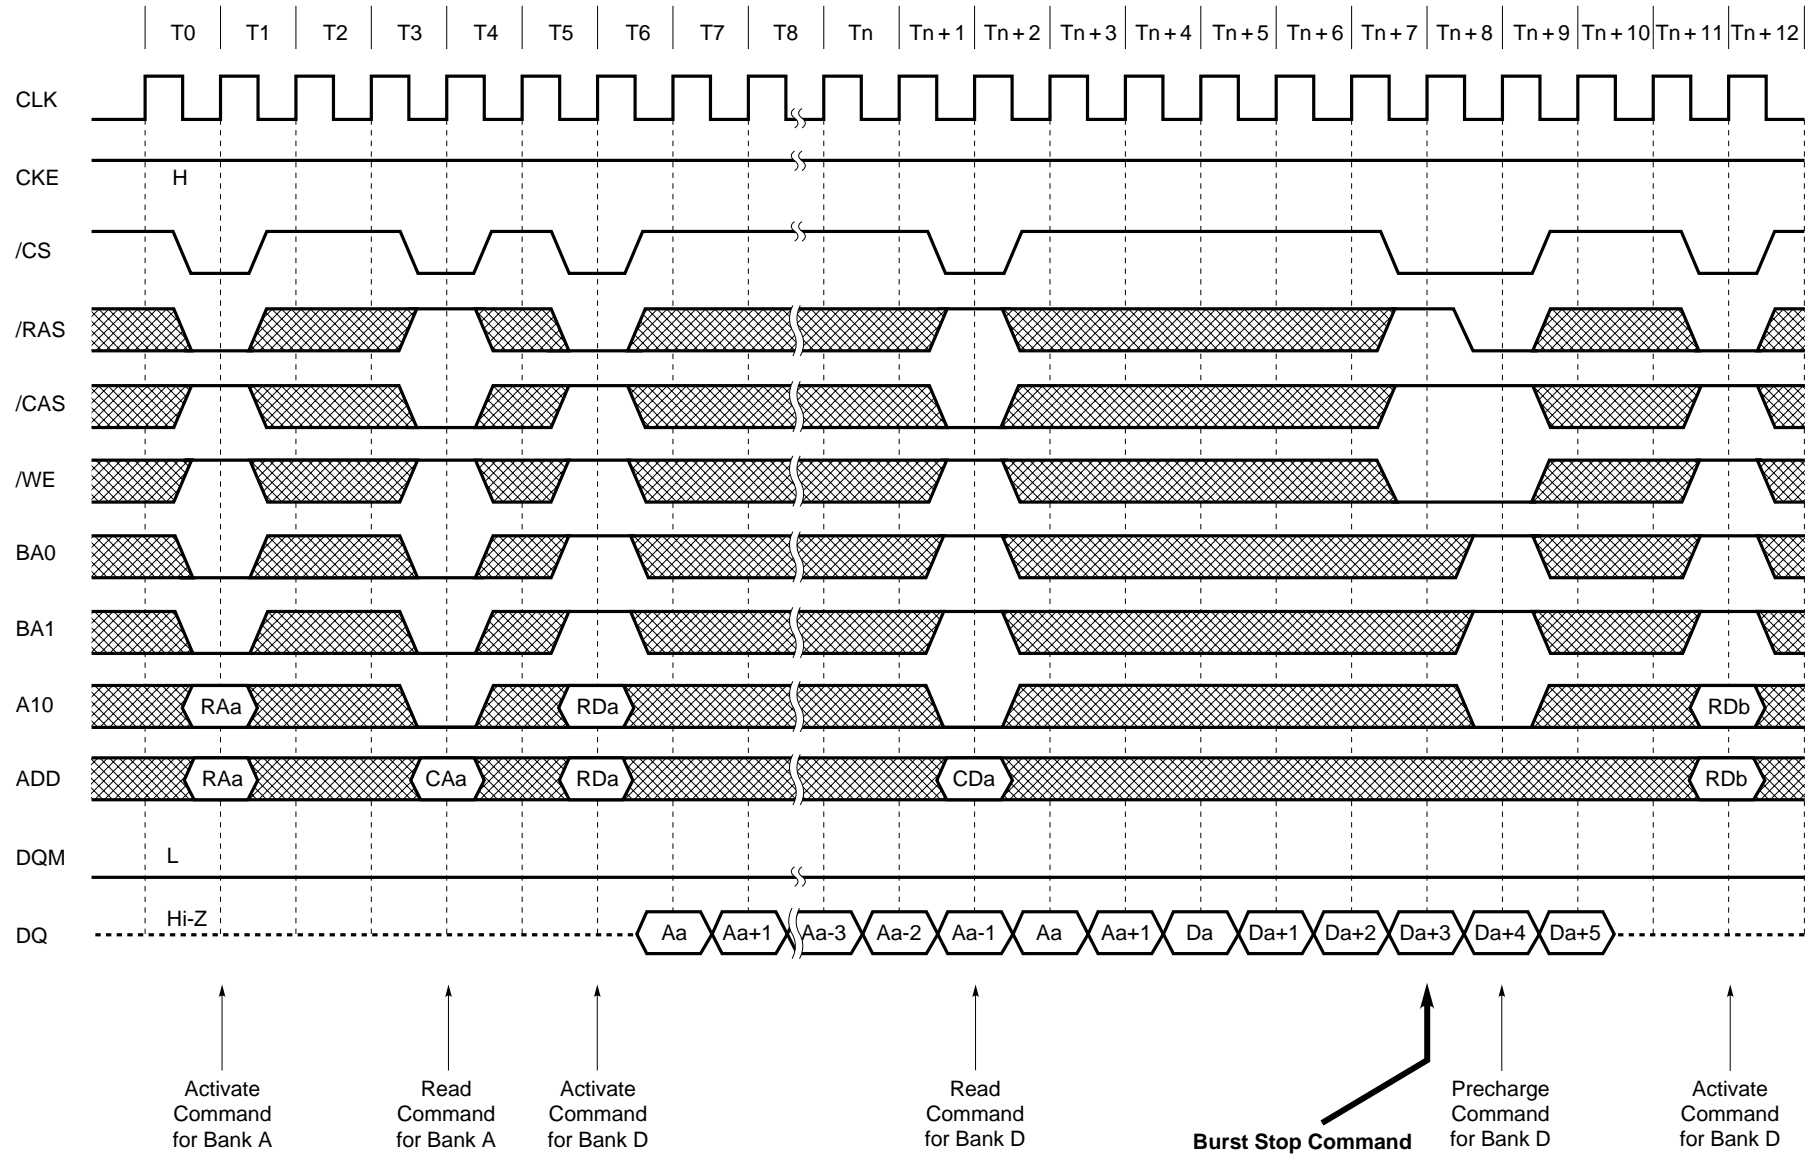 T0 T1 T2 T3 T4 T5 T6 T7 T8 Tn Tn + 1 Tn + 2 Tn + 3 Tn + 4 Tn + 5 Tn + 6 Tn + 7 Tn + 8 Tn + 9 Tn + 10 Tn + 11 Tn + 12
CLK
CKE H
/CS
/RAS
/CAS
/WE
BA0
BA1
A10 RAa RDa RDb
ADD RAa CAa RDa CDa RDb
DQM L
DQ Hi-Z Aa Aa+1 Aa-3 Aa-2 Aa-1 Aa Aa+1 Da Da+1 Da+2 Da+3 Da+4 Da+5
Activate
Command
for Bank A
Read
Command
for Bank A
Activate
Command
for Bank D
Read
Command
for Bank D
Burst Stop Command
Precharge
Command
for Bank D
Activate
Command
for Bank D